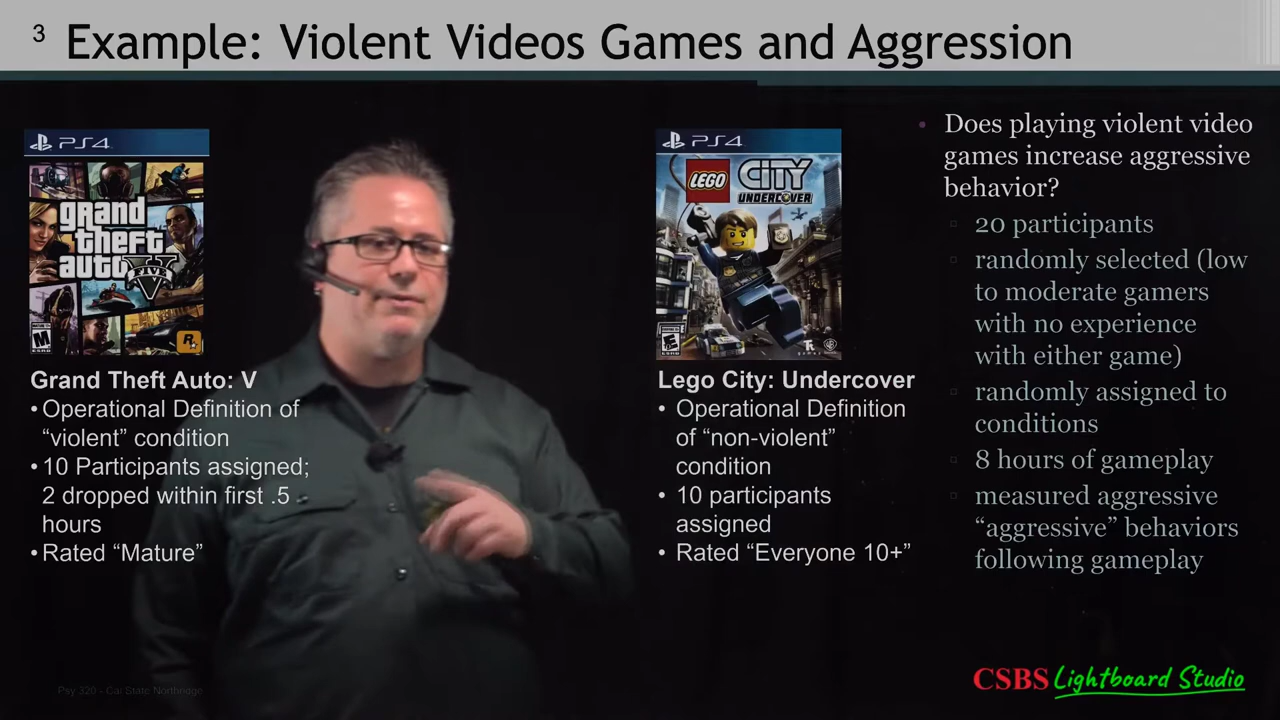 3 Example: Violent Videos Games and Aggression
PS4
grand
theft
auto
V
FIVE
M
R
Grand Theft Auto: V
• Operational Definition of
“violent” condition
• 10 Participants assigned;
2 dropped within first .5
hours
• Rated “Mature”
PS4
LEGO CITY
UNDERCOVER
E
Lego City: Undercover
• Operational Definition
of “non-violent”
condition
• 10 participants
assigned
• Rated “Everyone 10+”
• Does playing violent video
games increase aggressive
behavior?
▫ 20 participants
▫ randomly selected (low
to moderate gamers
with no experience
with either game)
▫ randomly assigned to
conditions
▫ 8 hours of gameplay
▫ measured aggressive
“aggressive” behaviors
following gameplay
Psy 320 - Cal State Northridge
CSBS Lightboard Studio